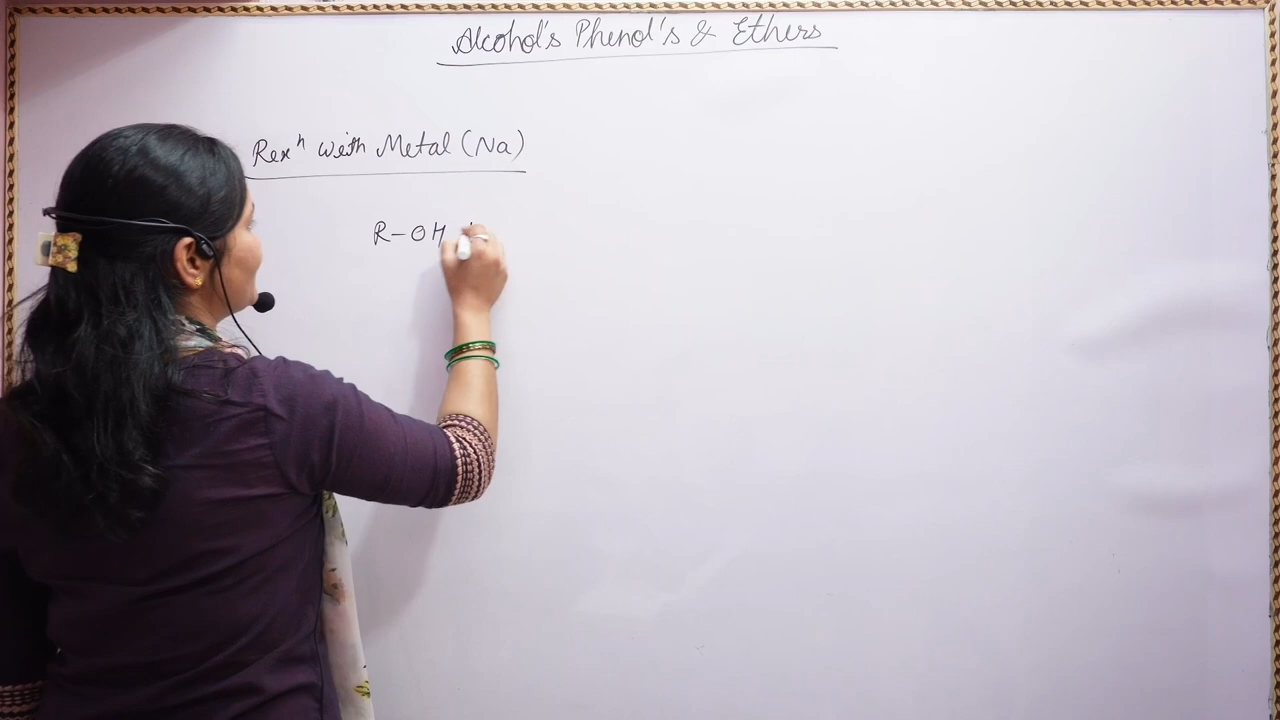 Alcohol's Phenol's & Ethers
Rexⁿ with Metal (Na)
R-OH +